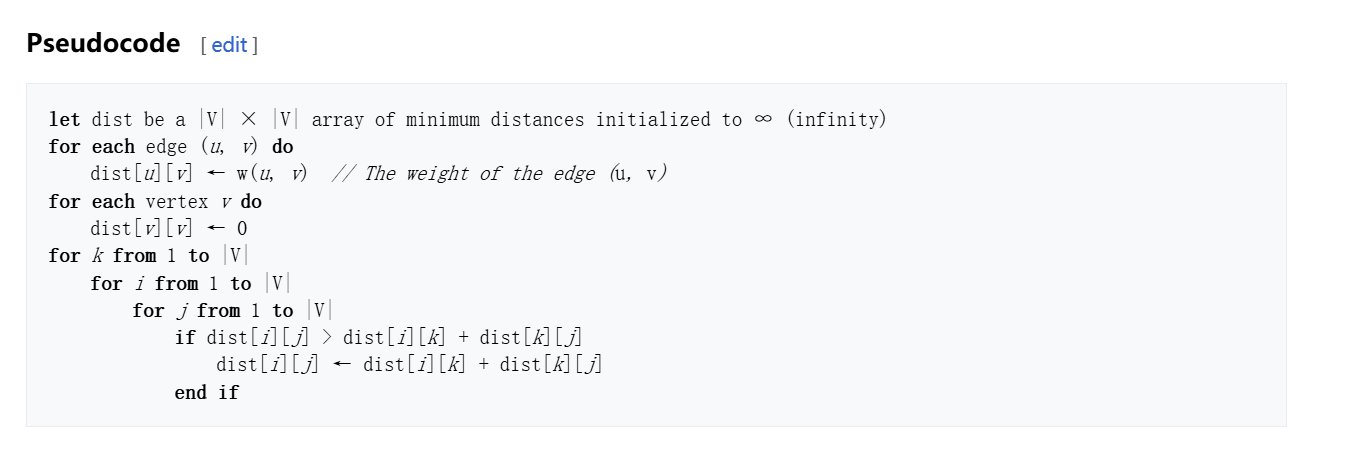 Pseudocode [ edit ]
let dist be a |V| × |V| array of minimum distances initialized to ∞ (infinity)
for each edge (u, v) do
    dist[u][v] ← w(u, v)  // The weight of the edge (u, v)
for each vertex v do
    dist[v][v] ← 0
for k from 1 to |V|
    for i from 1 to |V|
        for j from 1 to |V|
            if dist[i][j] > dist[i][k] + dist[k][j]
                dist[i][j] ← dist[i][k] + dist[k][j]
            end if